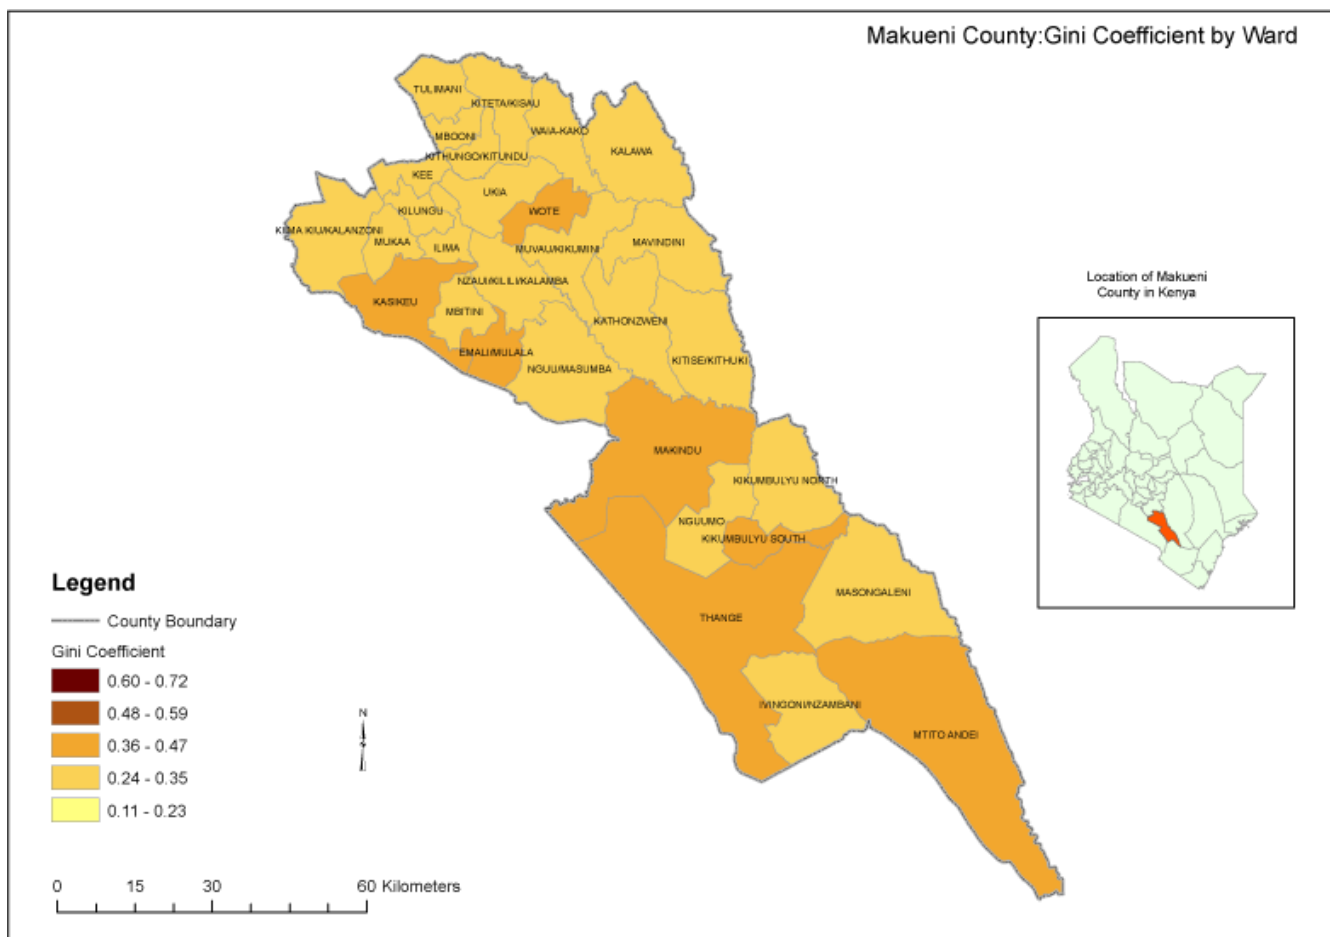 Makueni County:Gini Coefficient by Ward
TULIMANI
KITETA/KISAU
MBOONI
WAIA-KAKO
KALAWA
KITHUNGO/KITUNDU
KEE
UKIA
KILUNGU
WOTE
KIIMA KIU/KALANZONI
MUKAA
ILIMA
MUVAU/KIKUMINI
MAVINDINI
NZAUI/KILILI/KALAMBA
KASIKEU
MBITINI
KATHONZWENI
EMALI/MULALA
NGUU/MASUMBA
KITISE/KITHUKI
MAKINDU
KIKUMBULYU NORTH
NGUUMO
KIKUMBULYU SOUTH
MASONGALENI
THANGE
IVINGONI/NZAMBANI
MTITO ANDEI
Location of Makueni
County in Kenya
Legend
County Boundary
Gini Coefficient
0.60 - 0.72
0.48 - 0.59
0.36 - 0.47
0.24 - 0.35
0.11 - 0.23
N
0 15 30 60 Kilometers